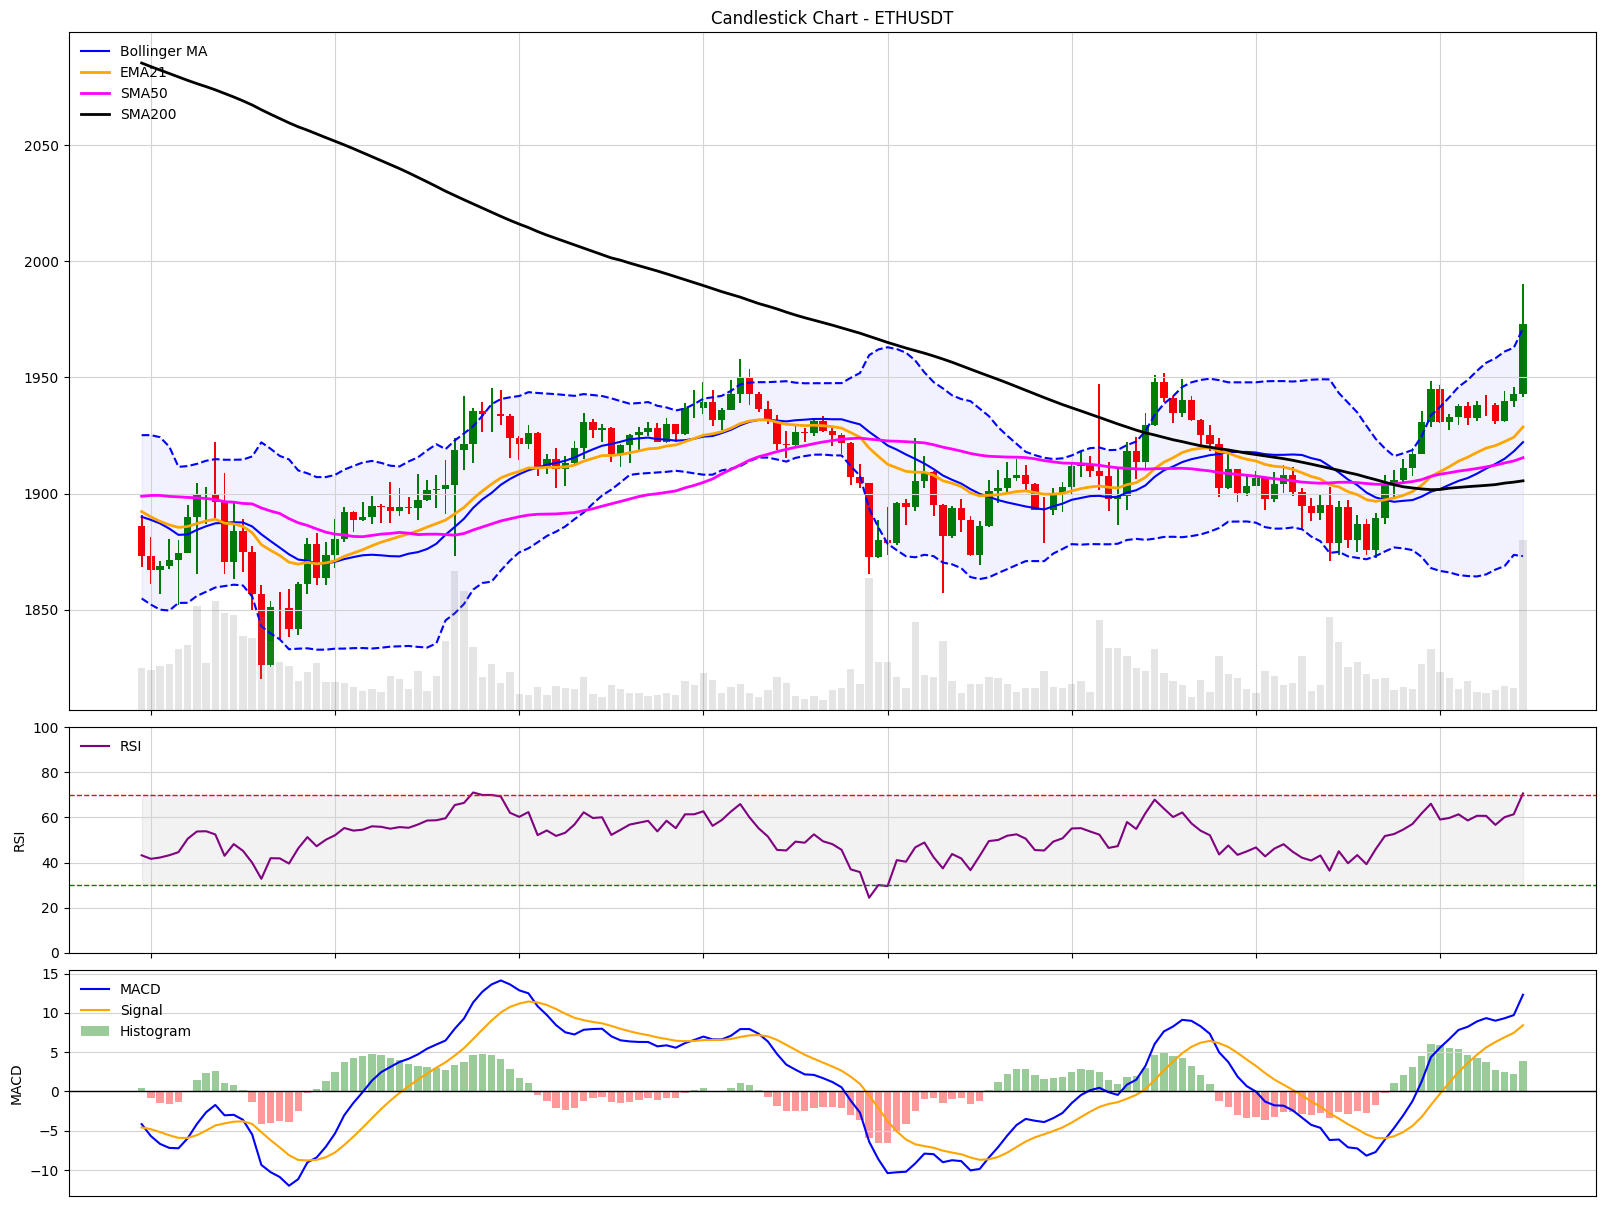 Candlestick Chart - ETHUSDT
Bollinger MA
EMA21
SMA50
SMA200
2050
2000
1950
1900
1850
RSI
100
80
60
40
20
0
RSI
MACD
Signal
Histogram
15
10
5
0
−5
−10
MACD